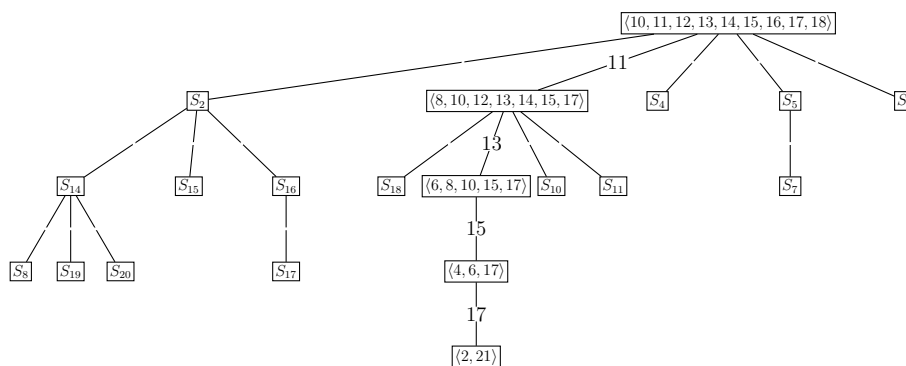 ⟨10, 11, 12, 13, 14, 15, 16, 17, 18⟩
11
S₂ ⟨8, 10, 12, 13, 14, 15, 17⟩ S₄ S₅ S
13
S₁₄ S₁₅ S₁₆ S₁₈ ⟨6, 8, 10, 15, 17⟩ S₁₀ S₁₁ S₇
15
S₈ S₁₉ S₂₀ S₁₇ ⟨4, 6, 17⟩
17
⟨2, 21⟩